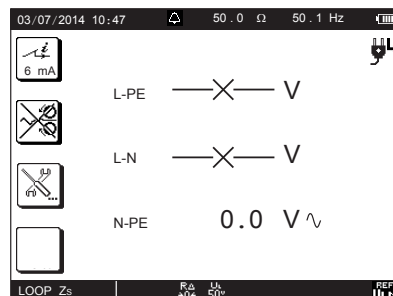 03/07/2014 10:47 50.0 Ω 50.1 Hz
6 mA
L-PE V
L-N V
...
N-PE 0.0 V
LOOP Zs